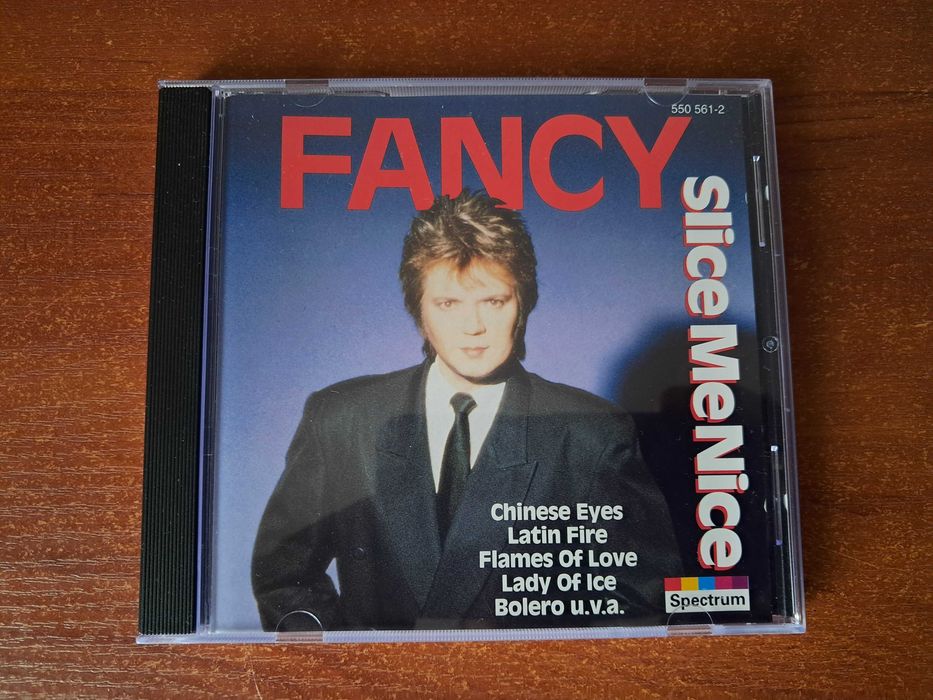 550 561-2
FANCY
Slice Me Nice
Chinese Eyes
Latin Fire
Flames Of Love
Lady Of Ice
Bolero u.v.a.
Spectrum